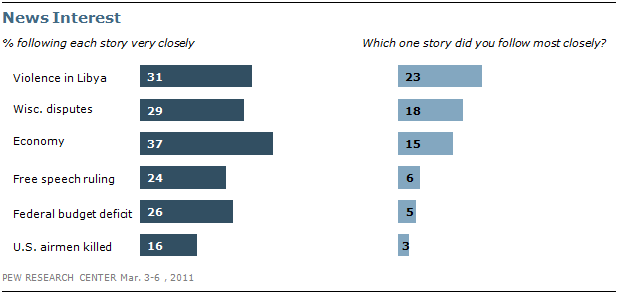 News Interest
% following each story very closely
Which one story did you follow most closely?
Violence in Libya 31 23
Wisc. disputes 29 18
Economy 37 15
Free speech ruling 24 6
Federal budget deficit 26 5
U.S. airmen killed 16 3
PEW RESEARCH CENTER Mar. 3-6 , 2011